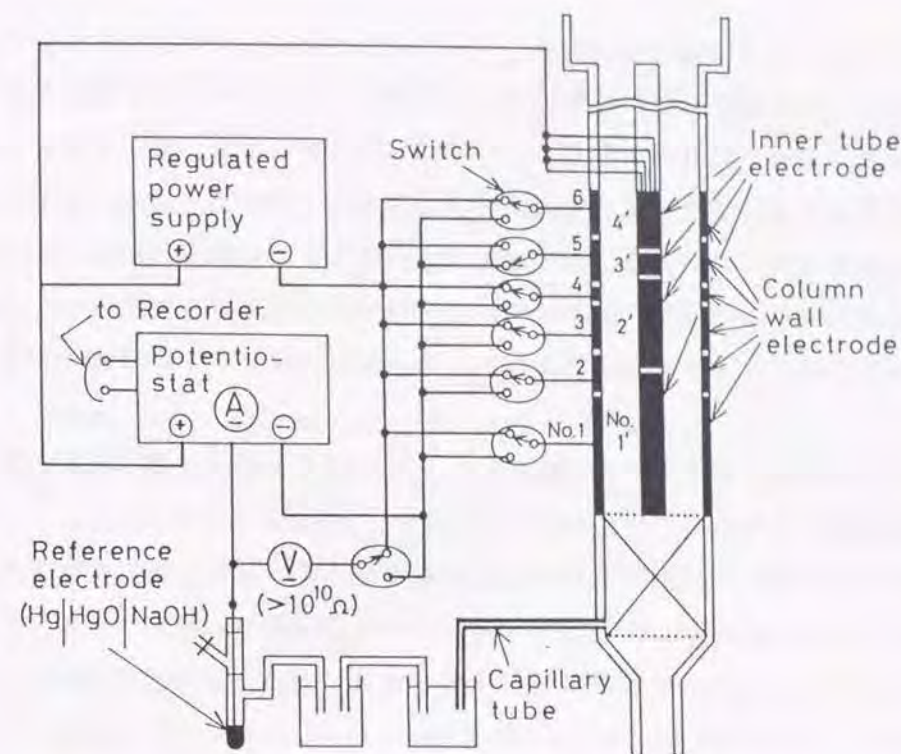 Regulated
power
supply
+
−
to Recorder
Potentio-
stat
A
+
−
Switch
6
5
4
3
2
No.1
4'
3'
2'
No.
1'
Inner tube
electrode
Column
wall
electrode
Reference
electrode
(Hg|HgO|NaOH)
V
(>10¹⁰Ω)
Capillary
tube